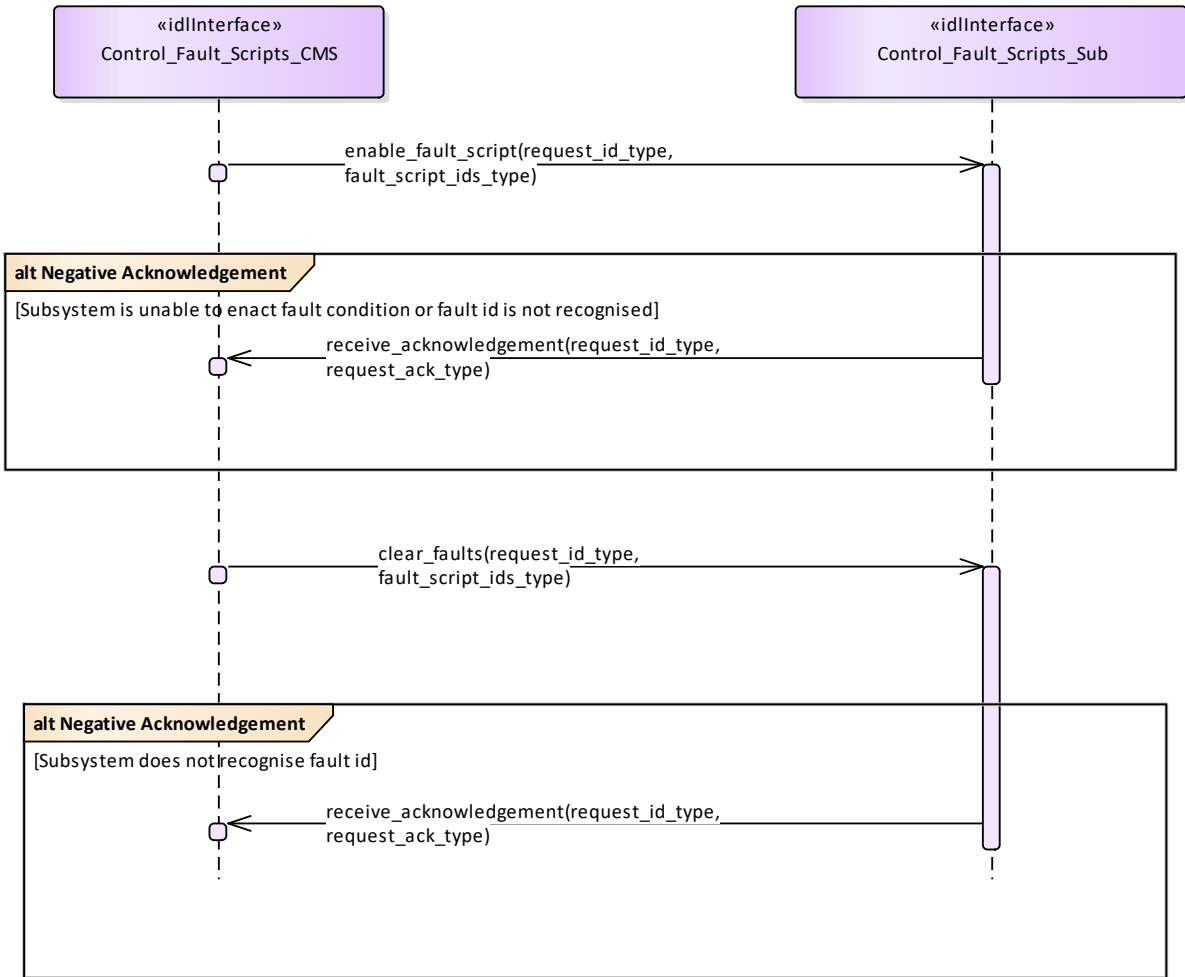 «idlInterface»
Control_Fault_Scripts_CMS
«idlInterface»
Control_Fault_Scripts_Sub
enable_fault_script(request_id_type,
fault_script_ids_type)
alt Negative Acknowledgement
[Subsystem is unable to enact fault condition or fault id is not recognised]
receive_acknowledgement(request_id_type,
request_ack_type)
clear_faults(request_id_type,
fault_script_ids_type)
alt Negative Acknowledgement
[Subsystem does not recognise fault id]
receive_acknowledgement(request_id_type,
request_ack_type)